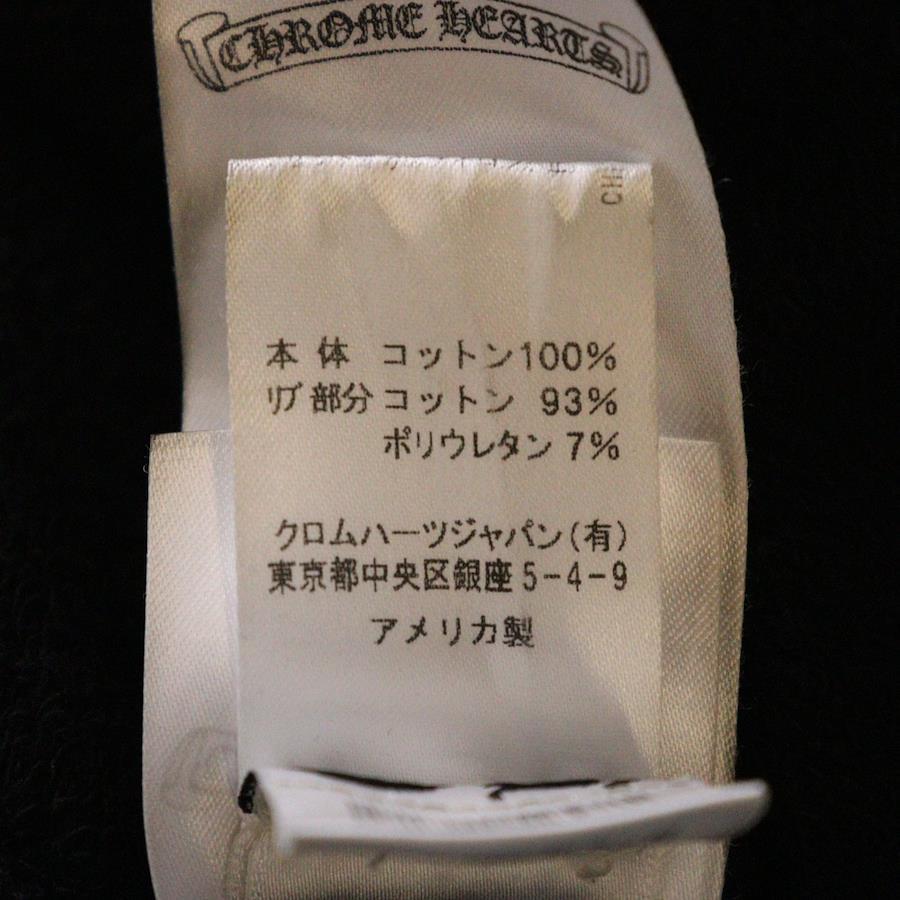 CHROME HEARTS
CH
本体 コットン100%
リブ部分コットン 93%
ポリウレタン 7%
クロムハーツジャパン(有)
東京都中央区銀座5-4-9
アメリカ製